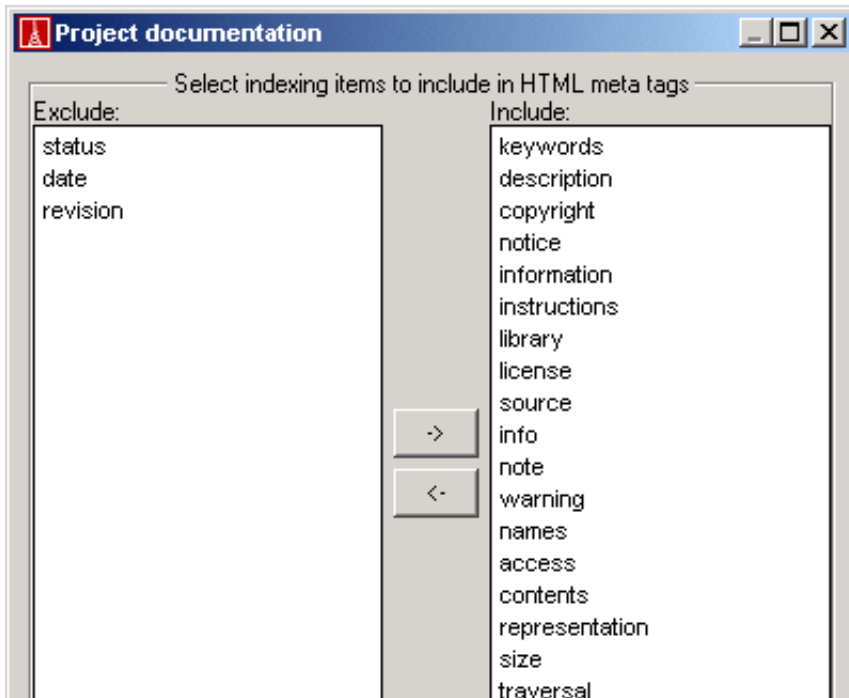 Project documentation
Select indexing items to include in HTML meta tags
Exclude:
status
date
revision
->
<-
Include:
keywords
description
copyright
notice
information
instructions
library
license
source
info
note
warning
names
access
contents
representation
size
traversal